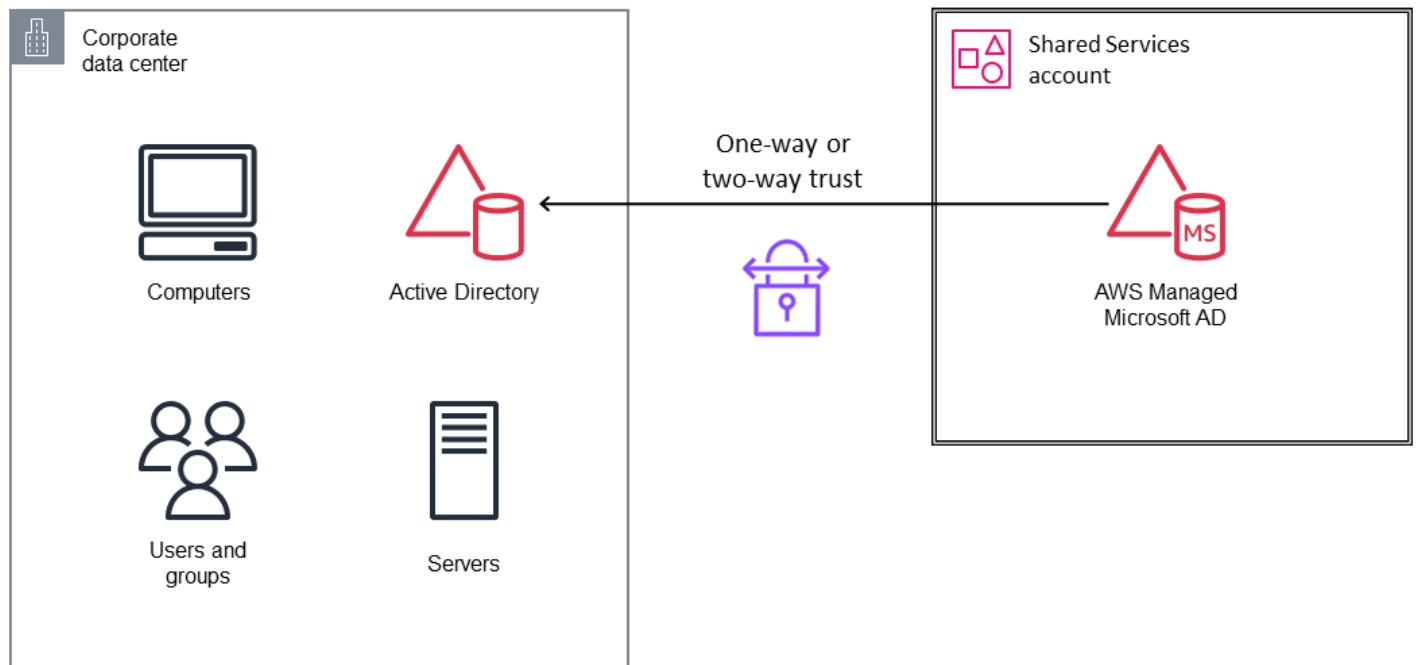 Corporate
data center
Shared Services
account
One-way or
two-way trust
MS
Computers
Active Directory
AWS Managed
Microsoft AD
Users and
groups
Servers